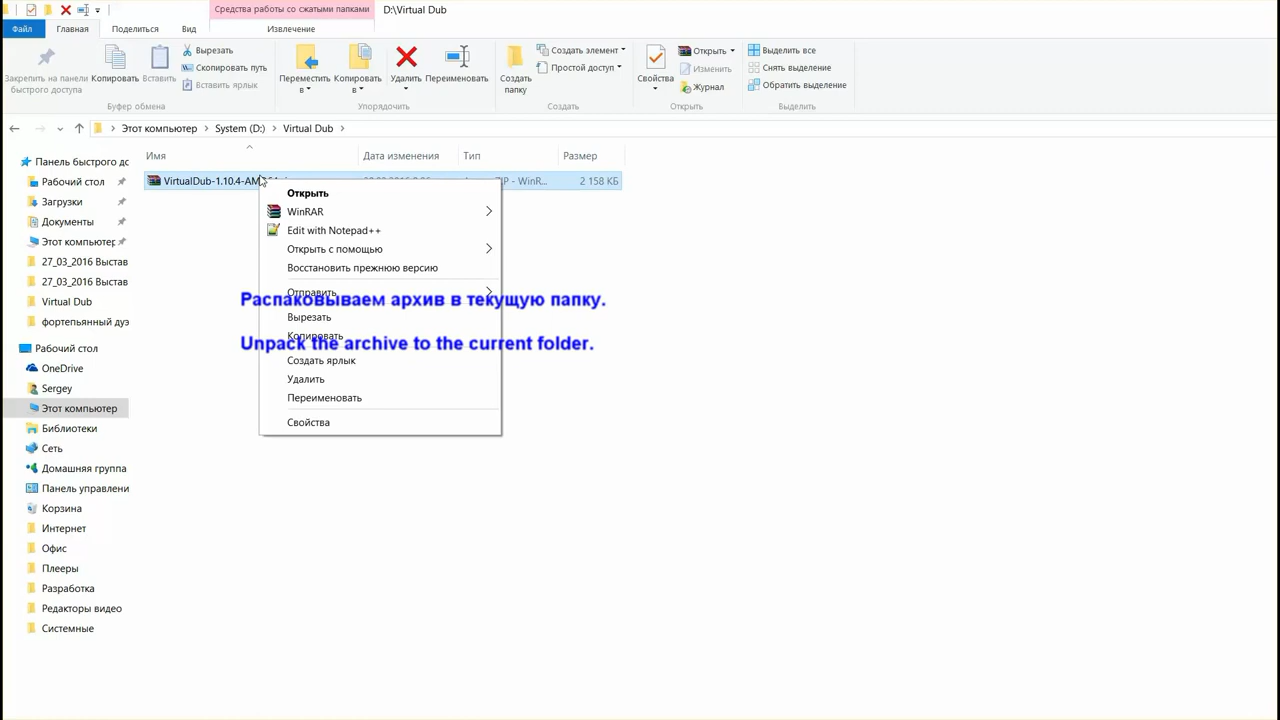 Средства работы со сжатыми папками
D:\Virtual Dub
Файл
Главная
Поделиться
Вид
Извлечение
Закрепить на панели
быстрого доступа
Копировать
Вставить
Вырезать
Скопировать путь
Вставить ярлык
Переместить
в
Копировать
в
Удалить
Переименовать
Создать
папку
Создать элемент
Простой доступ
Свойства
Открыть
Изменить
Журнал
Выделить все
Снять выделение
Обратить выделение
Буфер обмена
Упорядочить
Создать
Открыть
Выделить
Этот компьютер
System (D:)
Virtual Dub
Имя
Дата изменения
Тип
Размер
VirtualDub-1.10.4-AM
ZIP - WinR...
2 158 КБ
Открыть
WinRAR
Edit with Notepad++
Открыть с помощью
Восстановить прежнюю версию
Отправить
Распаковываем архив в текущую папку.
Вырезать
Копировать
Unpack the archive to the current folder.
Создать ярлык
Удалить
Переименовать
Свойства
Панель быстрого дс
Рабочий стол
Загрузки
Документы
Этот компьютер
27_03_2016 Выстав
27_03_2016 Выстав
Virtual Dub
фортепьянный дуэ
Рабочий стол
OneDrive
Sergey
Этот компьютер
Библиотеки
Сеть
Домашняя группа
Панель управлени
Корзина
Интернет
Офис
Плееры
Разработка
Редакторы видео
Системные